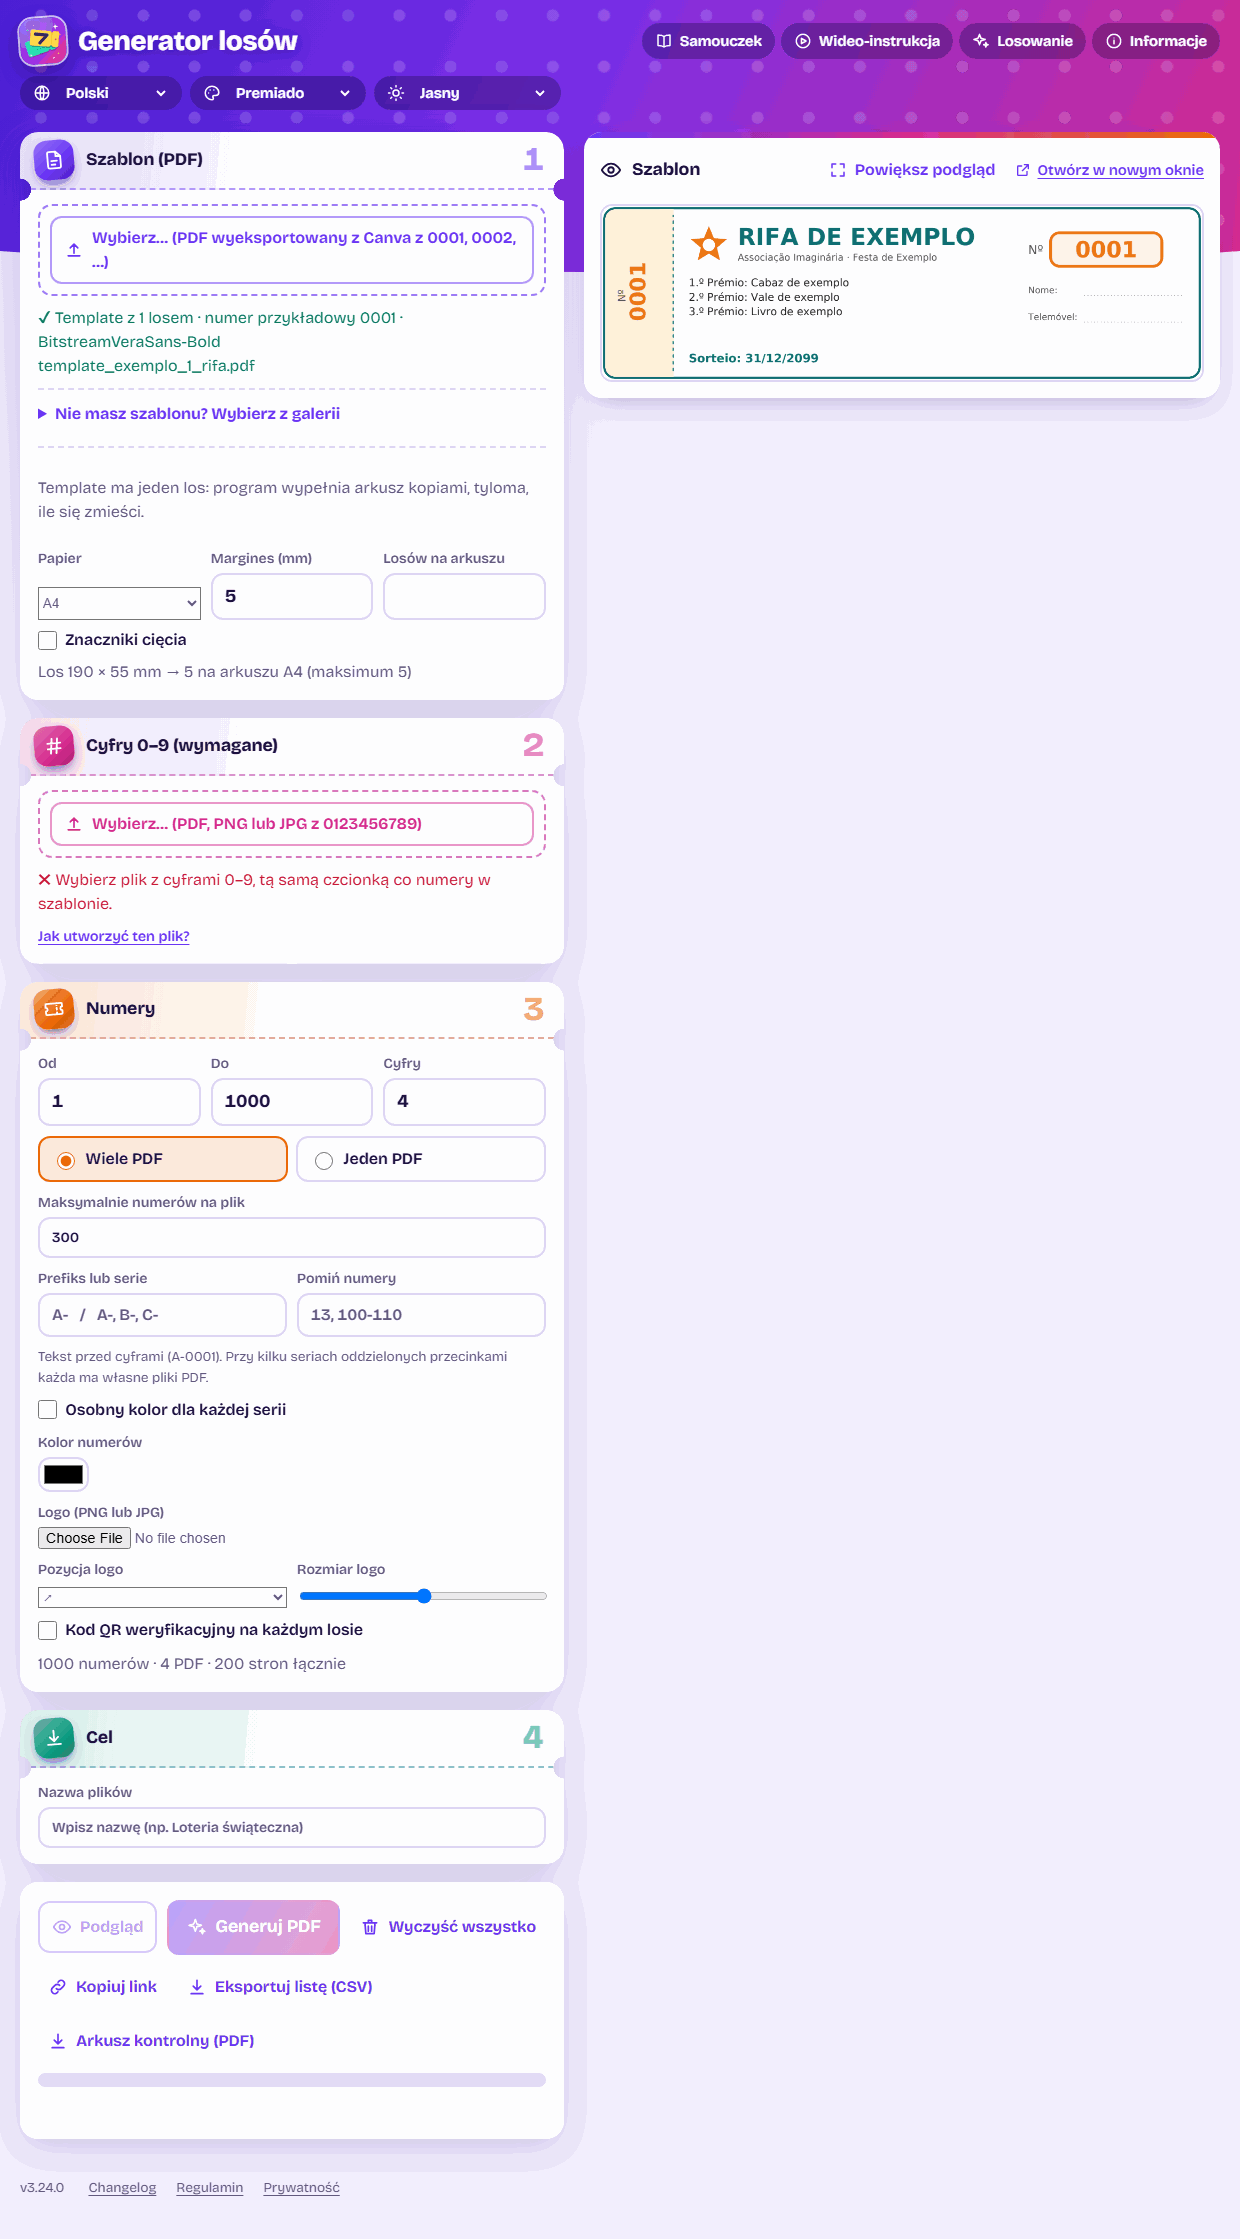 Generator losów
Samouczek
Wideo-instrukcja
Losowanie
Informacje
Polski
Premiado
Jasny
Szablon (PDF)
1
Wybierz... (PDF wyeksportowany z Canva z 0001, 0002,
...)
✓ Template z 1 losem · numer przykładowy 0001 ·
BitstreamVeraSans-Bold
template_exemplo_1_rifa.pdf
Nie masz szablonu? Wybierz z galerii
Template ma jeden los: program wypełnia arkusz kopiami, tyloma,
ile się zmieści.
Papier
Margines (mm)
Losów na arkuszu
A4
5
Znaczniki cięcia
Los 190 × 55 mm → 5 na arkuszu A4 (maksimum 5)
Cyfry 0–9 (wymagane)
2
Wybierz... (PDF, PNG lub JPG z 0123456789)
✕ Wybierz plik z cyframi 0–9, tą samą czcionką co numery w
szablonie.
Jak utworzyć ten plik?
Numery
3
Od
Do
Cyfry
1
1000
4
Wiele PDF
Jeden PDF
Maksymalnie numerów na plik
300
Prefiks lub serie
Pomiń numery
A- / A-, B-, C-
13, 100-110
Tekst przed cyframi (A-0001). Przy kilku seriach oddzielonych przecinkami
każda ma własne pliki PDF.
Osobny kolor dla każdej serii
Kolor numerów
Logo (PNG lub JPG)
Choose File No file chosen
Pozycja logo
Rozmiar logo
↗
Kod QR weryfikacyjny na każdym losie
1000 numerów · 4 PDF · 200 stron łącznie
Cel
4
Nazwa plików
Wpisz nazwę (np. Loteria świąteczna)
Podgląd
Generuj PDF
Wyczyść wszystko
Kopiuj link
Eksportuj listę (CSV)
Arkusz kontrolny (PDF)
v3.24.0
Changelog
Regulamin
Prywatność
Szablon
Powiększ podgląd
Otwórz w nowym oknie
Nº
0001
RIFA DE EXEMPLO
Associação Imaginária · Festa de Exemplo
1.º Prémio: Cabaz de exemplo
2.º Prémio: Vale de exemplo
3.º Prémio: Livro de exemplo
Sorteio: 31/12/2099
Nº 0001
Nome:
Telemóvel: